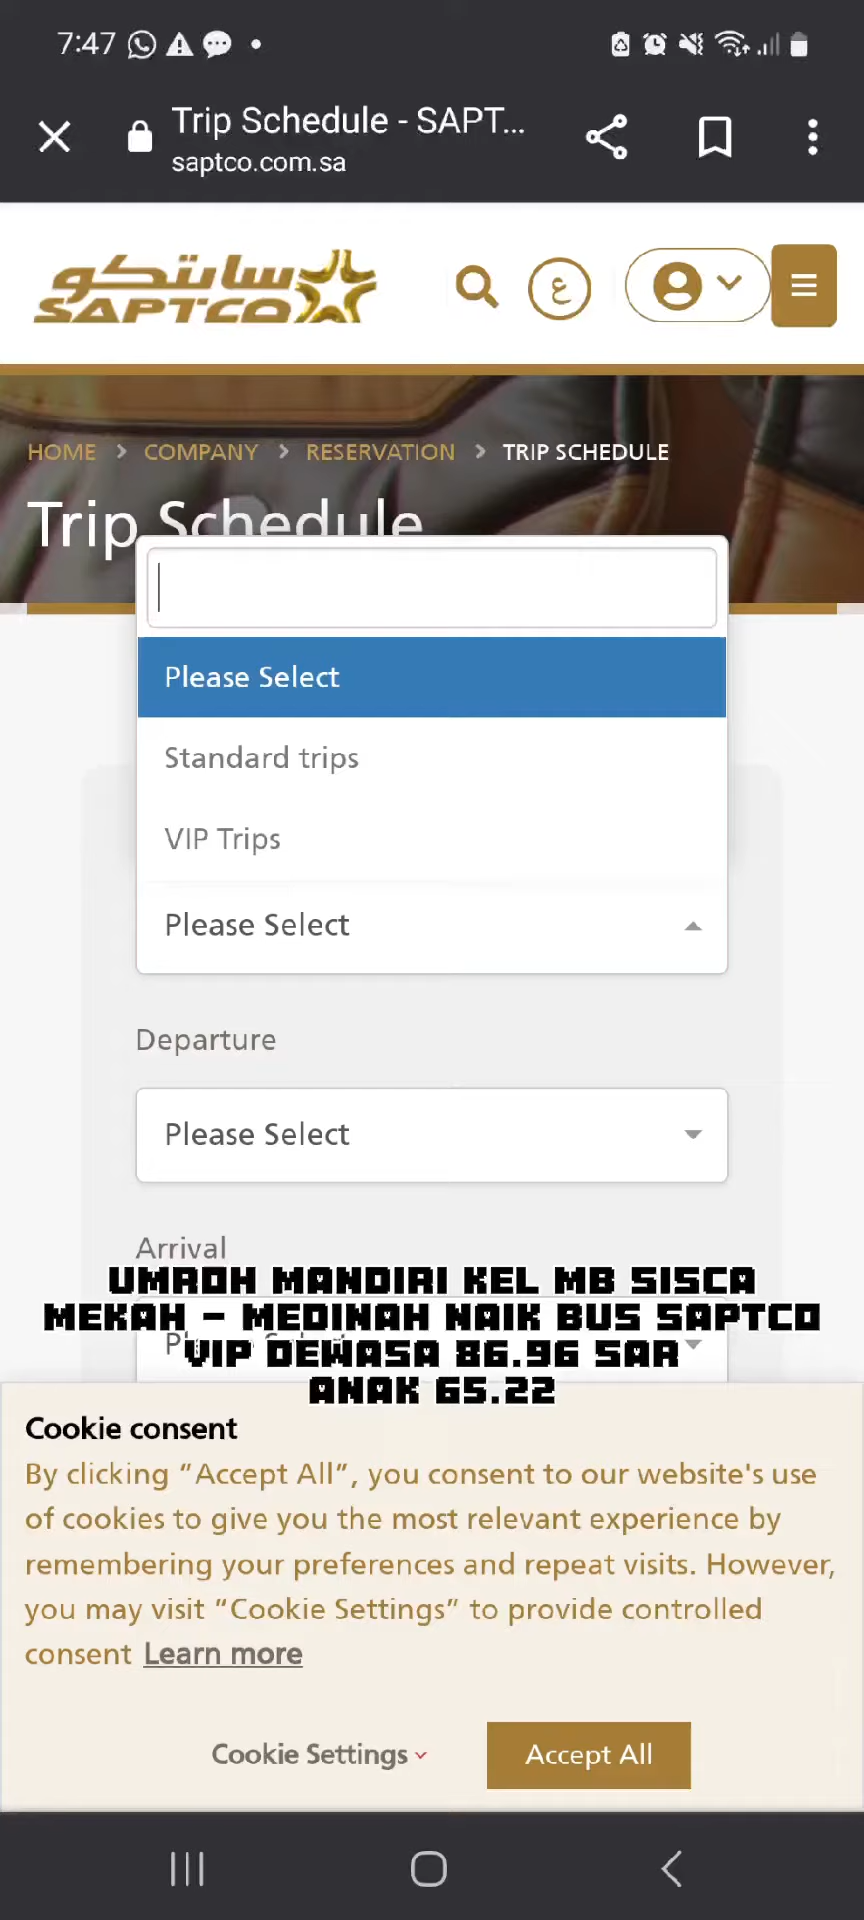 7:47
Trip Schedule - SAPT...
saptco.com.sa
سابتكو
SAPTCO
ع
HOME > COMPANY > RESERVATION > TRIP SCHEDULE
Trip Schedule
Please Select
Standard trips
VIP Trips
Please Select
Departure
Please Select
Arrival
UMROH MANDIRI KEL MB SISCA
MEKAH - MEDINAH NAIK BUS SAPTCO
VIP DEWASA 86.96 SAR
ANAK 65.22
Cookie consent
By clicking “Accept All”, you consent to our website's use
of cookies to give you the most relevant experience by
remembering your preferences and repeat visits. However,
you may visit “Cookie Settings” to provide controlled
consent Learn more
Cookie Settings
Accept All